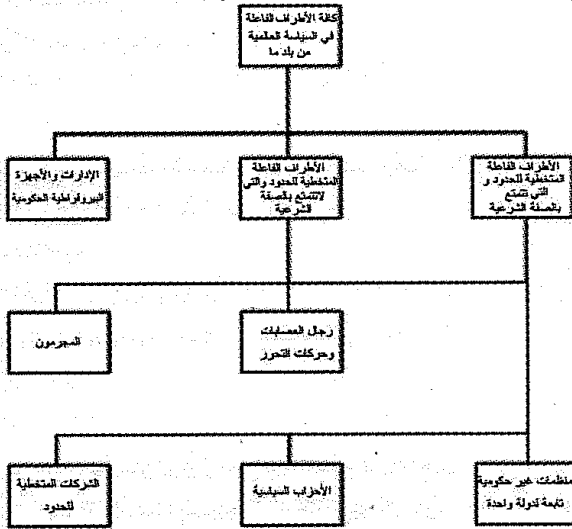 كافة الأطراف الفاعلة
في السياسة العالمية
من بلد ما
الأطراف الفاعلة
المتخطية للحدود و
التي تتمتع
بالصفة الشرعية
الأطراف الفاعلة
المتخطية للحدود والتي
لاتتمتع بالصفة
الشرعية
الإدارات والأجهزة
البيروقراطية الحكومية
رجال العصابات
وحركات التحرر
المجرمون
منظمات غير حكومية
تابعة لدولة واحدة
الأحزاب السياسية
الشركات المتخطية
للحدود